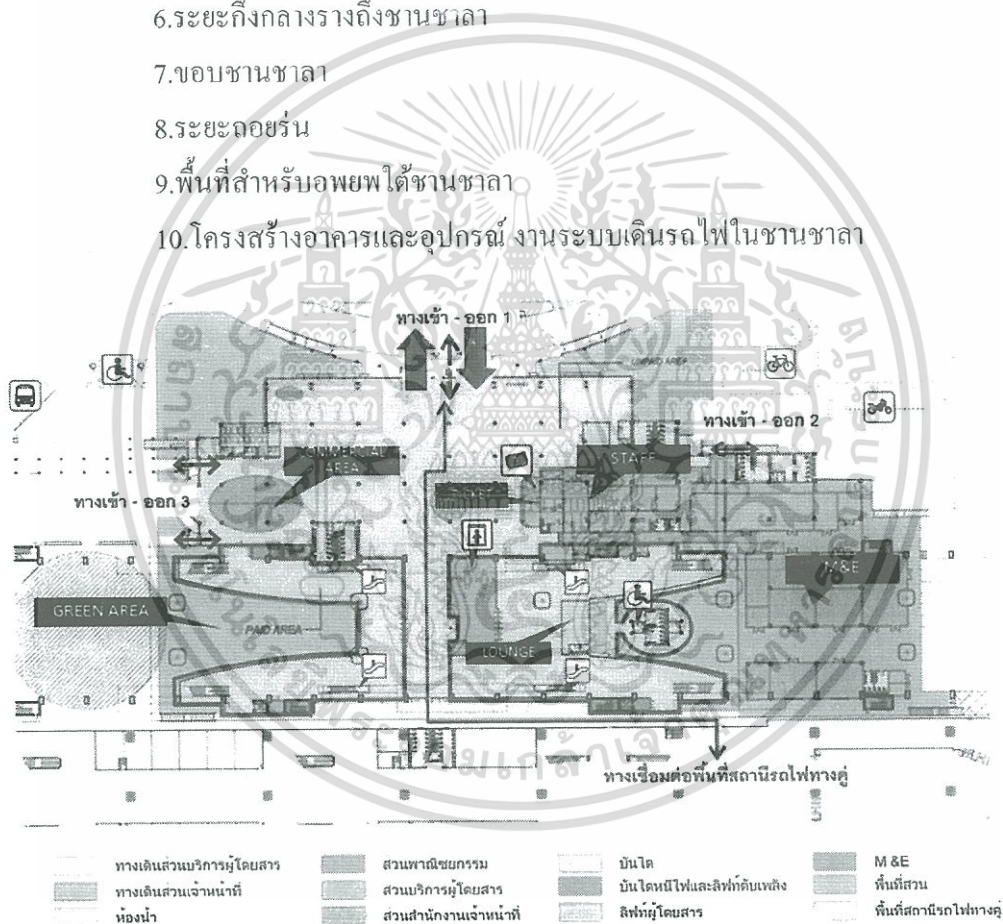 6.ระยะกึ่งกลางรางถึงชานชาลา
7.ขอบชานชาลา
8.ระยะถอยร่น
9.พื้นที่สำหรับอพยพใต้ชานชาลา
10.โครงสร้างอาคารและอุปกรณ์ งานระบบเดินรถไฟในชานชาลา
ทางเข้า - ออก 1
UNPAID AREA
ทางเข้า - ออก 2
COMMERCIAL
AREA
STAFF
ทางเข้า - ออก 3
M&E
GREEN AREA
PAID AREA
LOUNGE
ทางเชื่อมต่อพื้นที่สถานีรถไฟทางคู่
ทางเดินส่วนบริการผู้โดยสาร
ส่วนพาณิชยกรรม
บันได
M &E
ทางเดินส่วนเจ้าหน้าที่
ส่วนบริการผู้โดยสาร
บันไดหนีไฟและลิฟท์ดับเพลิง
พื้นที่สวน
ห้องน้ำ
ส่วนสำนักงานเจ้าหน้าที่
ลิฟท์ผู้โดยสาร
พื้นที่สถานีรถไฟทางคู่